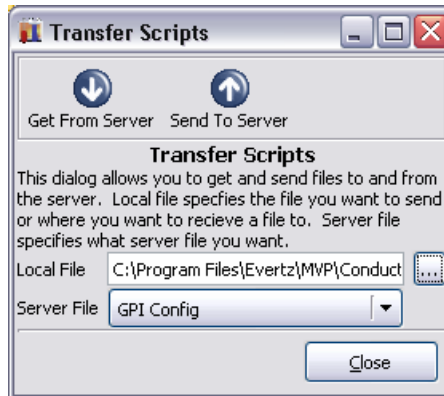 Transfer Scripts
Get From Server Send To Server
Transfer Scripts
This dialog allows you to get and send files to and from
the server. Local file specfies the file you want to send
or where you want to recieve a file to. Server file
specifies what server file you want.
Local File C:\Program Files\Evertz\MVP\Conduct ...
Server File GPI Config
Close